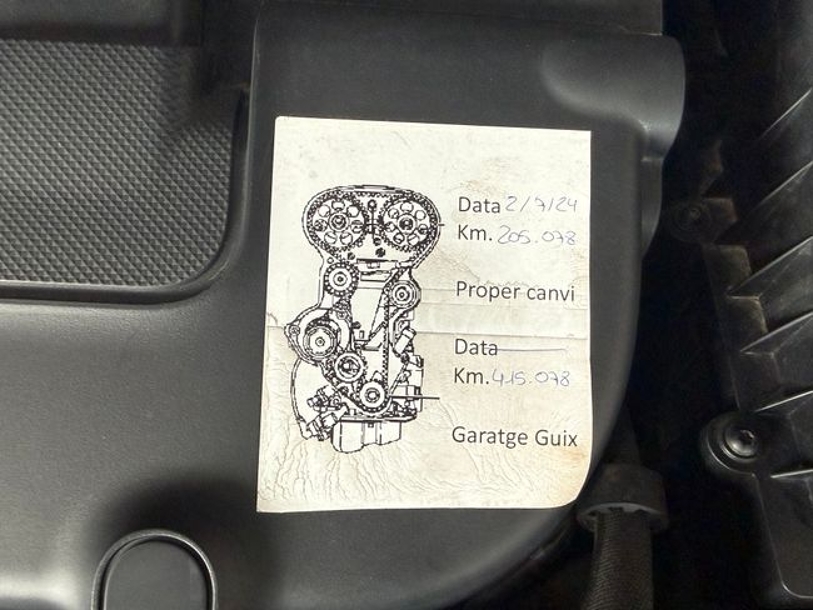 Data 2/7/24
Km. 205.078
Proper canvi
Data
Km. 415.078
Garatge Guix